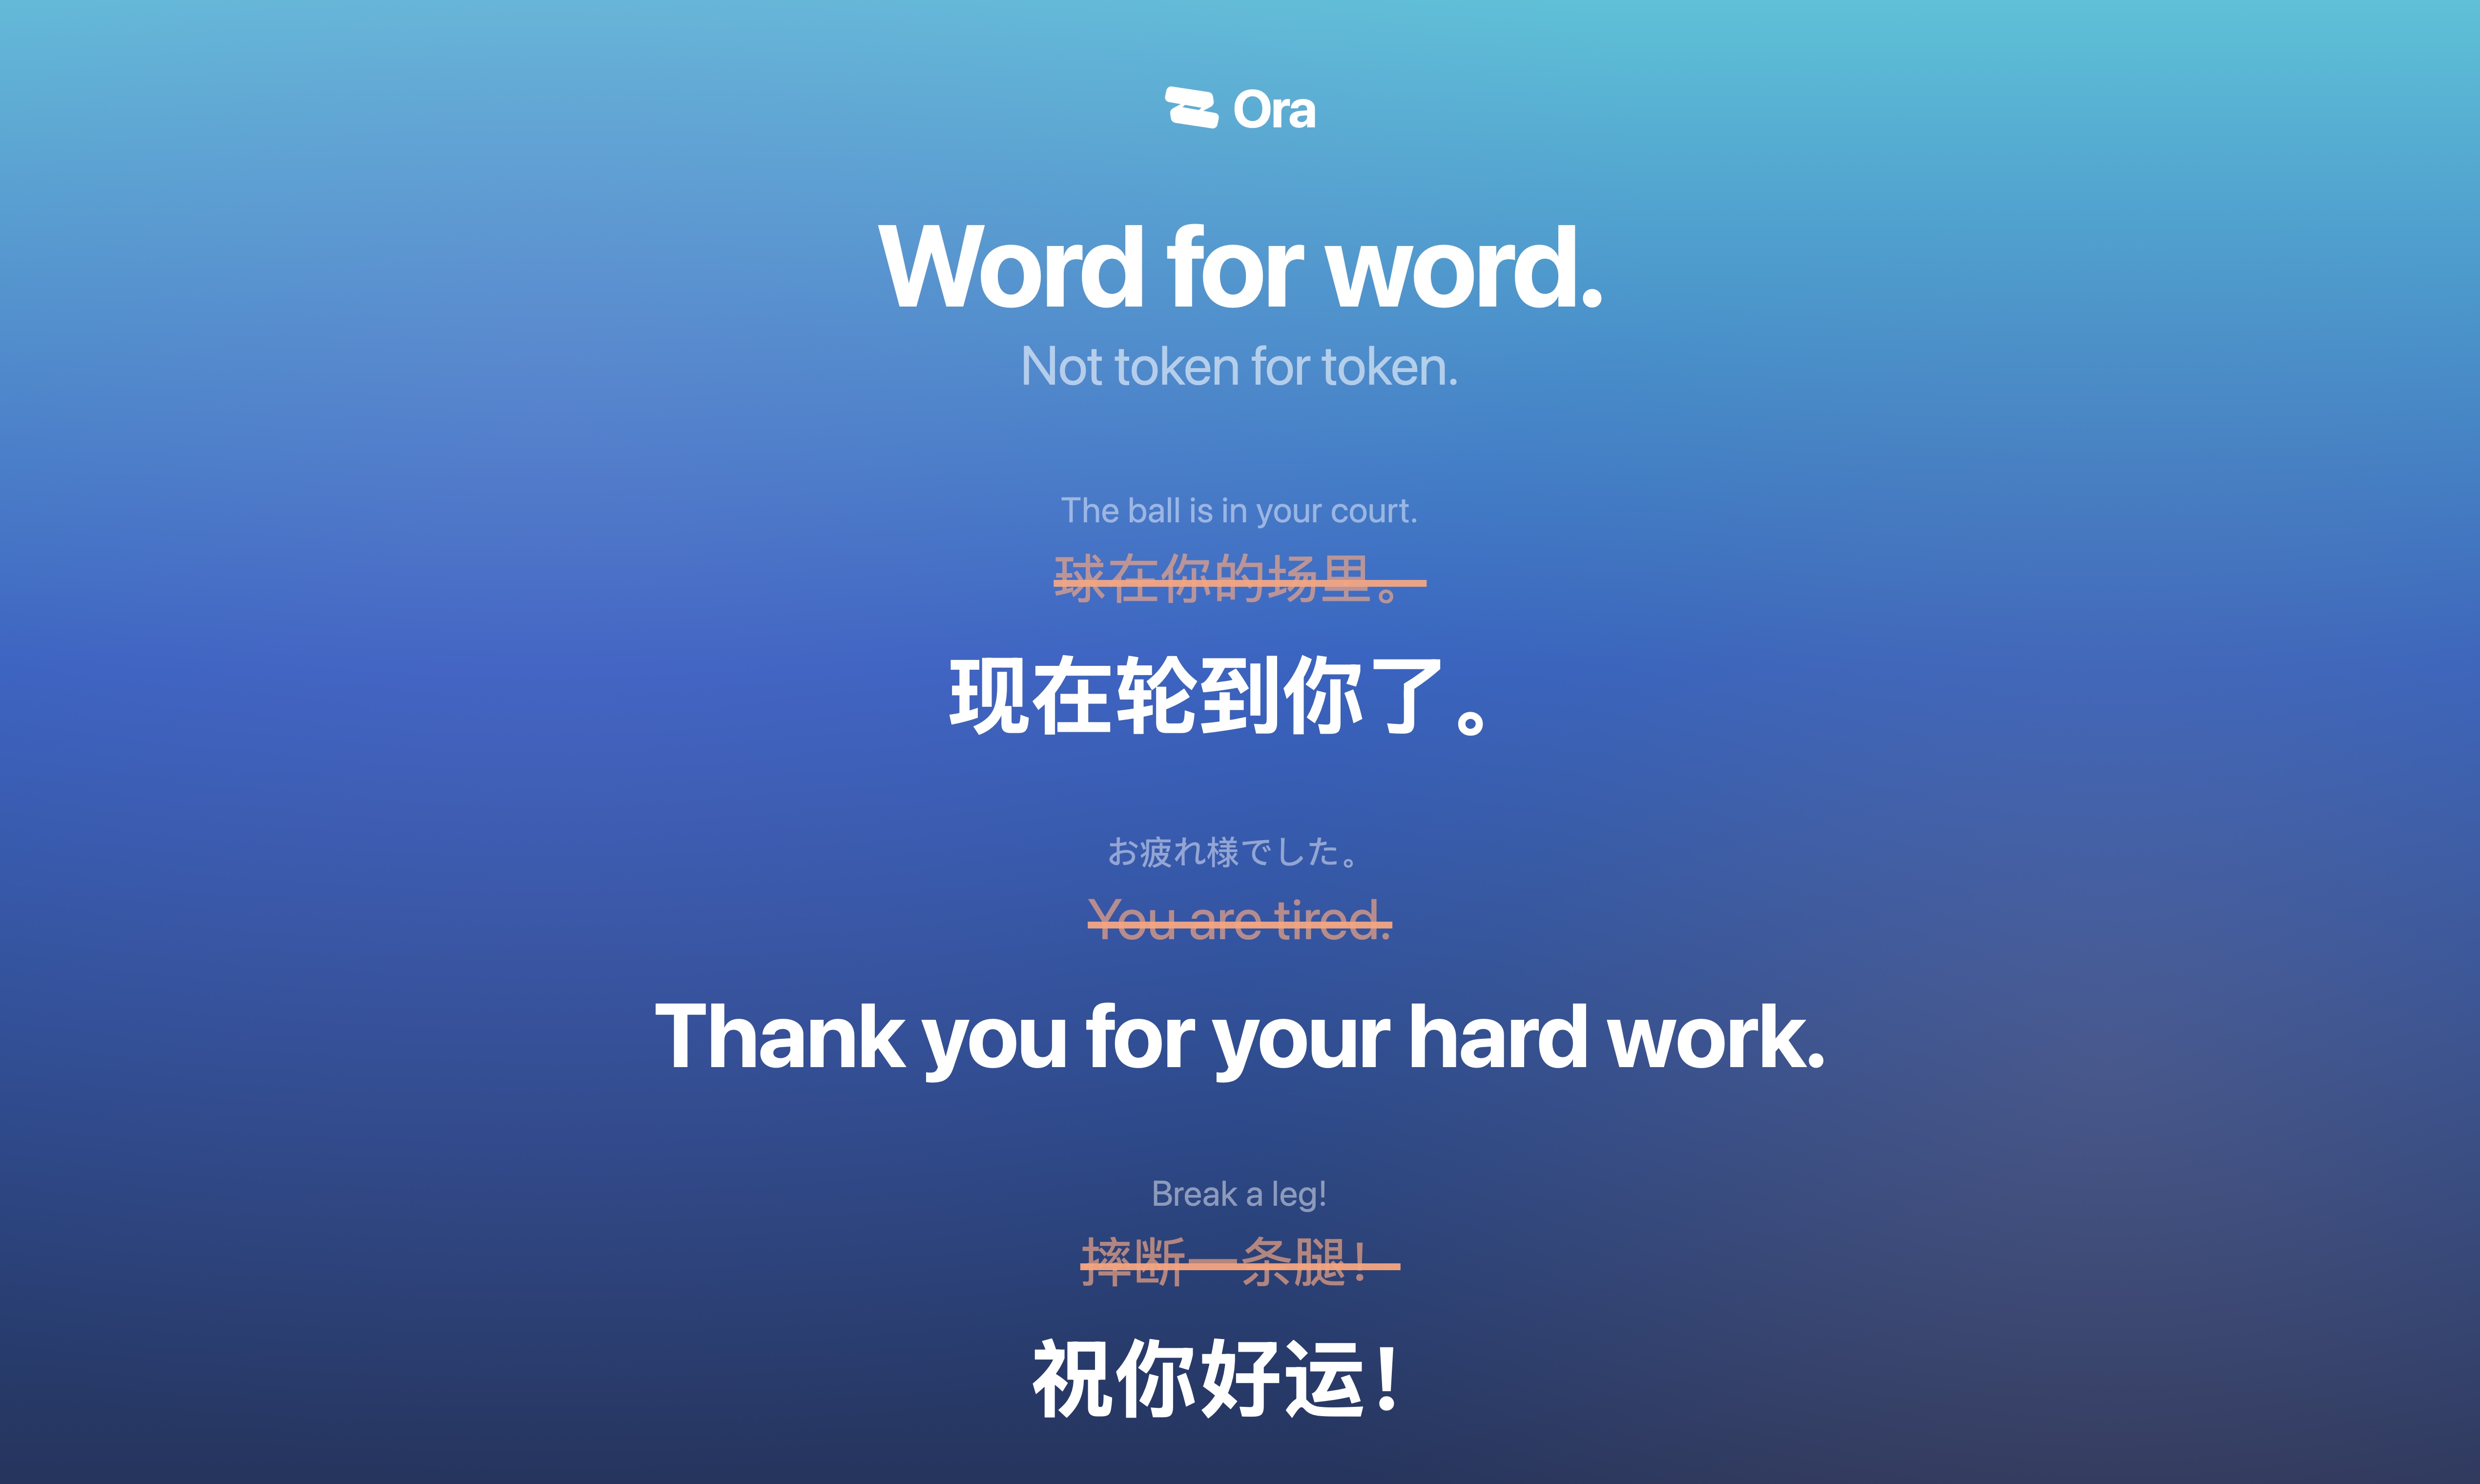 Ora
Word for word.
Not token for token.
The ball is in your court.
球在你的场里。
现在轮到你了。
お疲れ様でした。
You are tired.
Thank you for your hard work.
Break a leg!
摔断一条腿！
祝你好运！